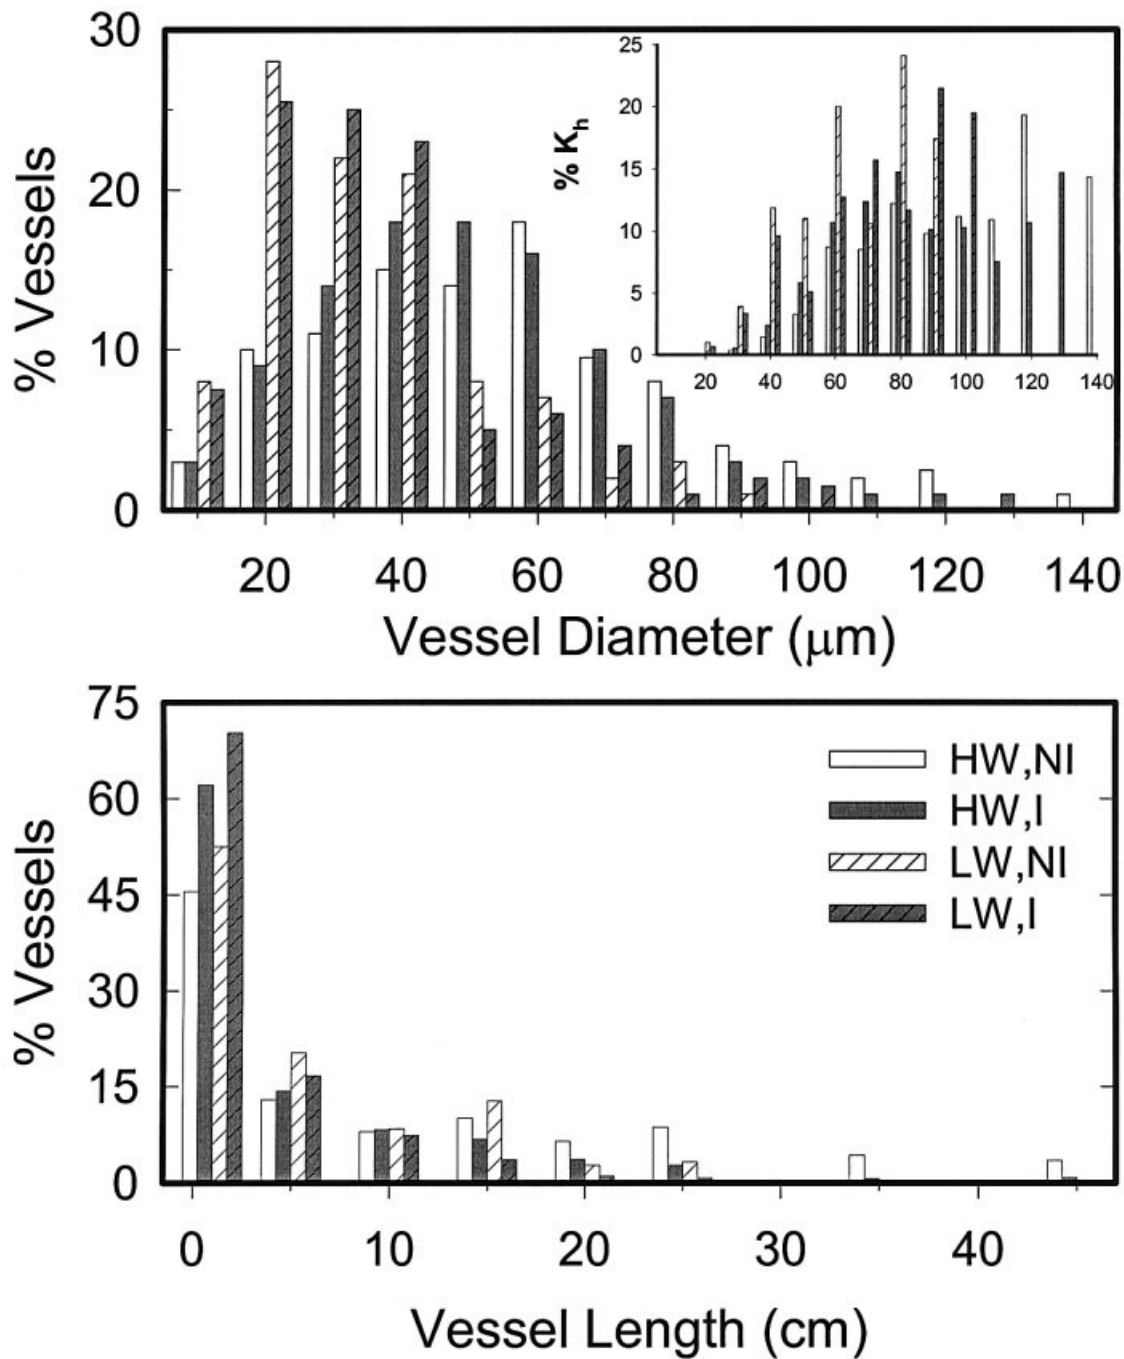 30
20
10
0
% Vessels
20 40 60 80 100 120 140
Vessel Diameter (μm)
25
20
15
10
5
0
% Kh
20 40 60 80 100 120 140
75
60
45
30
15
0
% Vessels
HW,NI
HW,I
LW,NI
LW,I
0 10 20 30 40
Vessel Length (cm)